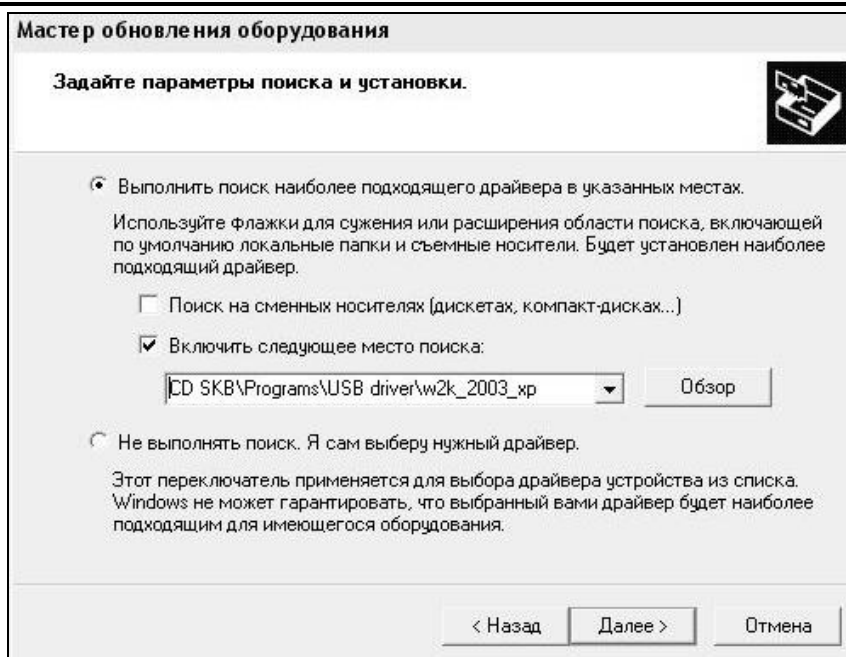 Мастер обновления оборудования
Задайте параметры поиска и установки.
Выполнить поиск наиболее подходящего драйвера в указанных местах.
Используйте флажки для сужения или расширения области поиска, включающей
по умолчанию локальные папки и съемные носители. Будет установлен наиболее
подходящий драйвер.
Поиск на сменных носителях (дискетах, компакт-дисках...)
Включить следующее место поиска:
CD SKB\Programs\USB driver\w2k_2003_xp
Обзор
Не выполнять поиск. Я сам выберу нужный драйвер.
Этот переключатель применяется для выбора драйвера устройства из списка.
Windows не может гарантировать, что выбранный вами драйвер будет наиболее
подходящим для имеющегося оборудования.
< Назад
Далее >
Отмена